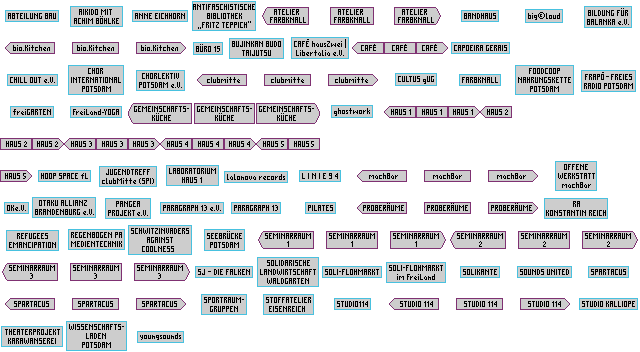 ABTEILUNG BAU AIKIDO MIT ACHIM BÖHLKE ANNE EICHHORN ANTIFASCHISTISCHE BIBLIOTHEK „FRITZ TEPPICH“ ATELIER FARBKNALL ATELIER FARBKNALL ATELIER FARBKNALL BANDHAUS big©loud BILDUNG FÜR BALANKA e.V.
bio.Kitchen bio.Kitchen bio.Kitchen BÜRO 15 BUJINKAN BUDO TAIJUTSU CAFÉ hausZwei | Libertalia e.V. CAFÉ CAFÉ CAFÉ CAPOEIRA GERAIS
CHILL OUT e.V. CHOR INTERNATIONAL POTSDAM CHORLEKTIV POTSDAM e.V. clubmitte clubmitte clubmitte CULTUS gUG FARBKNALL FOODCOOP NAHRUNGSKETTE POTSDAM FRAPÓ - FREIES RADIO POTSDAM
freiGARTEN freiLand-YOGA GEMEINSCHAFTS-KÜCHE GEMEINSCHAFTS-KÜCHE GEMEINSCHAFTS-KÜCHE ghostwork HAUS 1 HAUS 1 HAUS 1 HAUS 2
HAUS 2 HAUS 2 HAUS 3 HAUS 3 HAUS 3 HAUS 4 HAUS 4 HAUS 4 HAUS 5 HAUS 5
HAUS 5 HOOP SPACE fL JUGENDTREFF clubMitte (SPI) LABORATORIUM HAUS 1 lalanova records L I N I E 9 4 machBar machBar machBar OFFENE WERKSTATT machBar
OKe.V. OTAKU ALLIANZ BRANDENBURG e.V. PANGEA PROJEKT e.V. PARAGRAPH 13 e.V. PARAGRAPH 13 PILATES PROBERÄUME PROBERÄUME PROBERÄUME RA KONSTANTIN REICH
REFUGEES EMANCIPATION REGENBOGEN PA MEDIENTECHNIK SCHWITZINVADERS AGAINST COOLNESS SEEBRÜCKE POTSDAM SEMINARRAUM 1 SEMINARRAUM 1 SEMINARRAUM 1 SEMINARRAUM 2 SEMINARRAUM 2 SEMINARRAUM 2
SEMINARRAUM 3 SEMINARRAUM 3 SEMINARRAUM 3 SJ - DIE FALKEN SOLIDARISCHE LANDWIRTSCHAFT WALDGARTEN SOLI-FLOHMARKT SOLI-FLOHMARKT im freiLand SOLIKANTE SOUNDS UNITED SPARTACUS
SPARTACUS SPARTACUS SPARTACUS SPORTRAUM-GRUPPEN STOFFATELIER EISENREICH STUDIO114 STUDIO 114 STUDIO 114 STUDIO 114 STUDIO KALLIOPE
THEATERPROJEKT KARAWANSEREI WISSENSCHAFTS-LADEN POTSDAM youngsounds